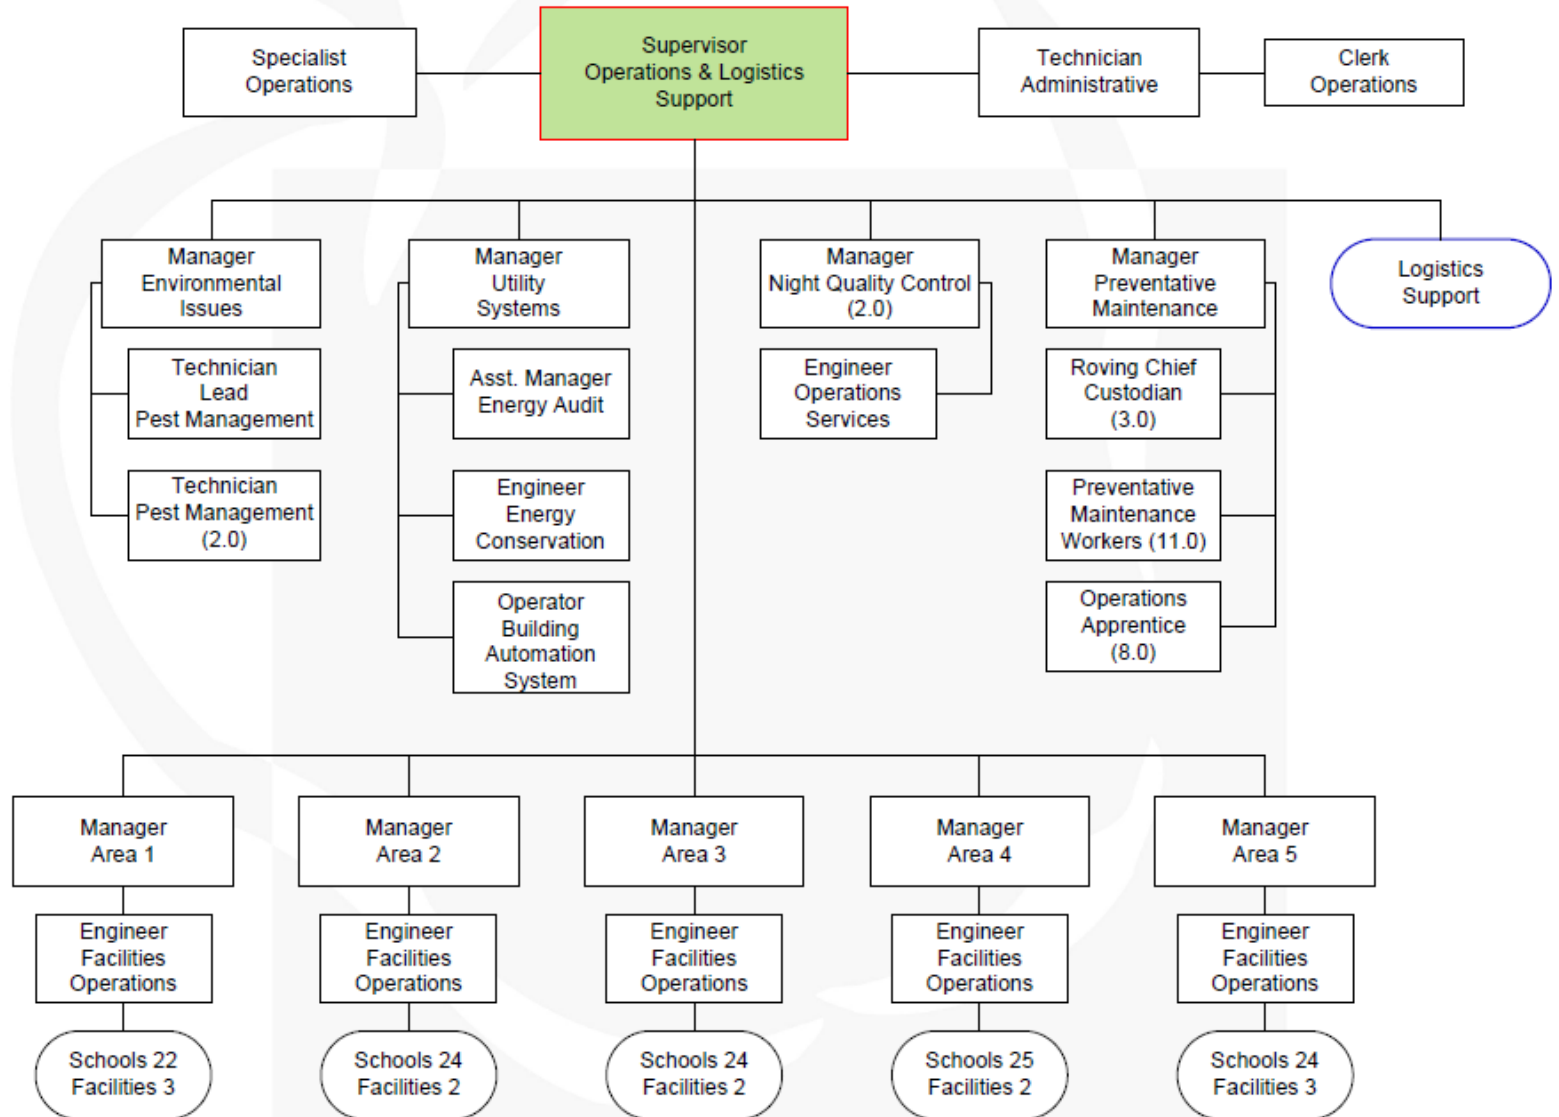 Specialist
Operations
Supervisor
Operations & Logistics
Support
Technician
Administrative
Clerk
Operations
Manager
Environmental
Issues
Technician
Lead
Pest Management
Technician
Pest Management
(2.0)
Manager
Utility
Systems
Asst. Manager
Energy Audit
Engineer
Energy
Conservation
Operator
Building
Automation
System
Manager
Night Quality Control
(2.0)
Engineer
Operations
Services
Manager
Preventative
Maintenance
Roving Chief
Custodian
(3.0)
Preventative
Maintenance
Workers (11.0)
Operations
Apprentice
(8.0)
Logistics
Support
Manager
Area 1
Engineer
Facilities
Operations
Schools 22
Facilities 3
Manager
Area 2
Engineer
Facilities
Operations
Schools 24
Facilities 2
Manager
Area 3
Engineer
Facilities
Operations
Schools 24
Facilities 2
Manager
Area 4
Engineer
Facilities
Operations
Schools 25
Facilities 2
Manager
Area 5
Engineer
Facilities
Operations
Schools 24
Facilities 3